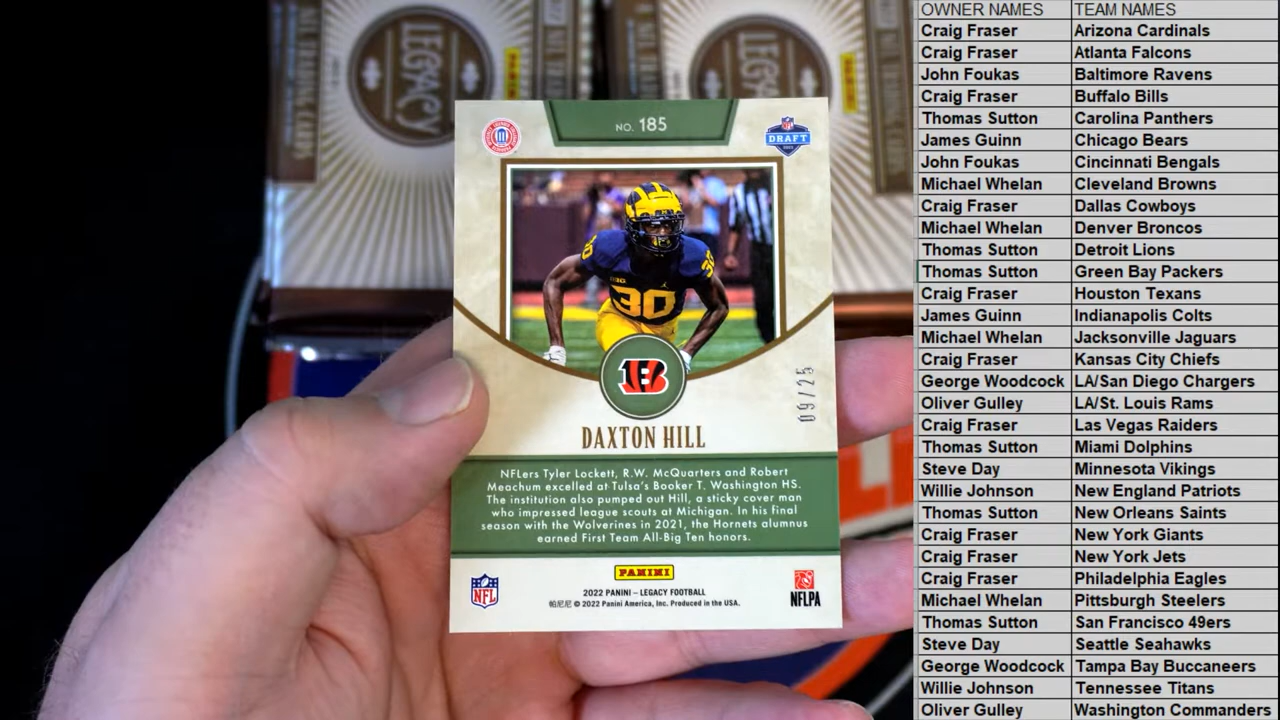 LEGACY
PANINI
LEGACY
NO. 185
NFL
DRAFT
30
30
30
B
09/25
DAXTON HILL
NFLers Tyler Lockett, R.W. McQuarters and Robert
Meachum excelled at Tulsa's Booker T. Washington HS.
The institution also pumped out Hill, a sticky cover man
who impressed league scouts at Michigan. In his final
season with the Wolverines in 2021, the Hornets alumnus
earned First Team All-Big Ten honors.
PANINI
NFL
2022 PANINI – LEGACY FOOTBALL
帕尼尼 © 2022 Panini America, Inc. Produced in the USA.
NFLPA
OWNER NAMES TEAM NAMES
Craig Fraser Arizona Cardinals
Craig Fraser Atlanta Falcons
John Foukas Baltimore Ravens
Craig Fraser Buffalo Bills
Thomas Sutton Carolina Panthers
James Guinn Chicago Bears
John Foukas Cincinnati Bengals
Michael Whelan Cleveland Browns
Craig Fraser Dallas Cowboys
Michael Whelan Denver Broncos
Thomas Sutton Detroit Lions
Thomas Sutton Green Bay Packers
Craig Fraser Houston Texans
James Guinn Indianapolis Colts
Michael Whelan Jacksonville Jaguars
Craig Fraser Kansas City Chiefs
George Woodcock LA/San Diego Chargers
Oliver Gulley LA/St. Louis Rams
Craig Fraser Las Vegas Raiders
Thomas Sutton Miami Dolphins
Steve Day Minnesota Vikings
Willie Johnson New England Patriots
Thomas Sutton New Orleans Saints
Craig Fraser New York Giants
Craig Fraser New York Jets
Craig Fraser Philadelphia Eagles
Michael Whelan Pittsburgh Steelers
Thomas Sutton San Francisco 49ers
Steve Day Seattle Seahawks
George Woodcock Tampa Bay Buccaneers
Willie Johnson Tennessee Titans
Oliver Gulley Washington Commanders